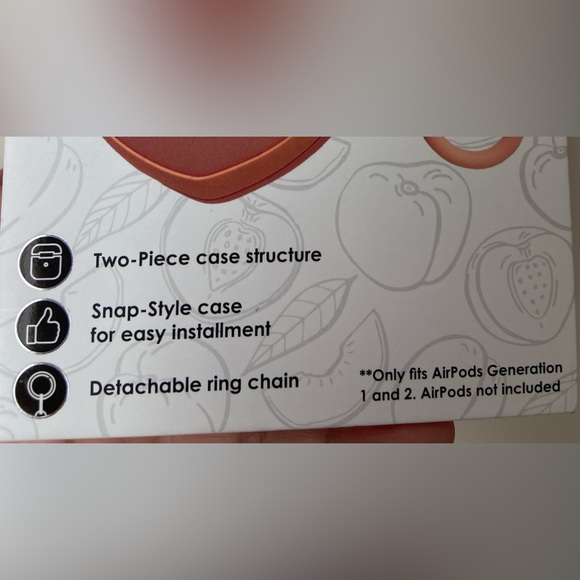 Two-Piece case structure
Snap-Style case
for easy installment
Detachable ring chain
**Only fits AirPods Generation
1 and 2. AirPods not included